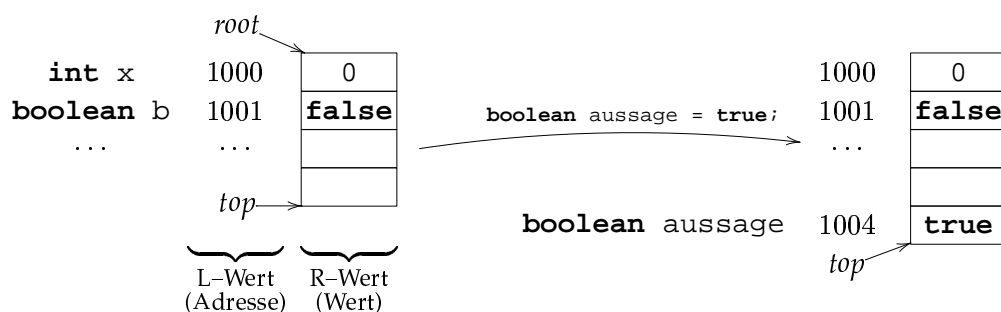 root
int x 1000 0 1000 0
boolean b 1001 false boolean aussage = true; 1001 false
... ... ...
top
boolean aussage 1004 true
top
L–Wert R–Wert
(Adresse) (Wert)